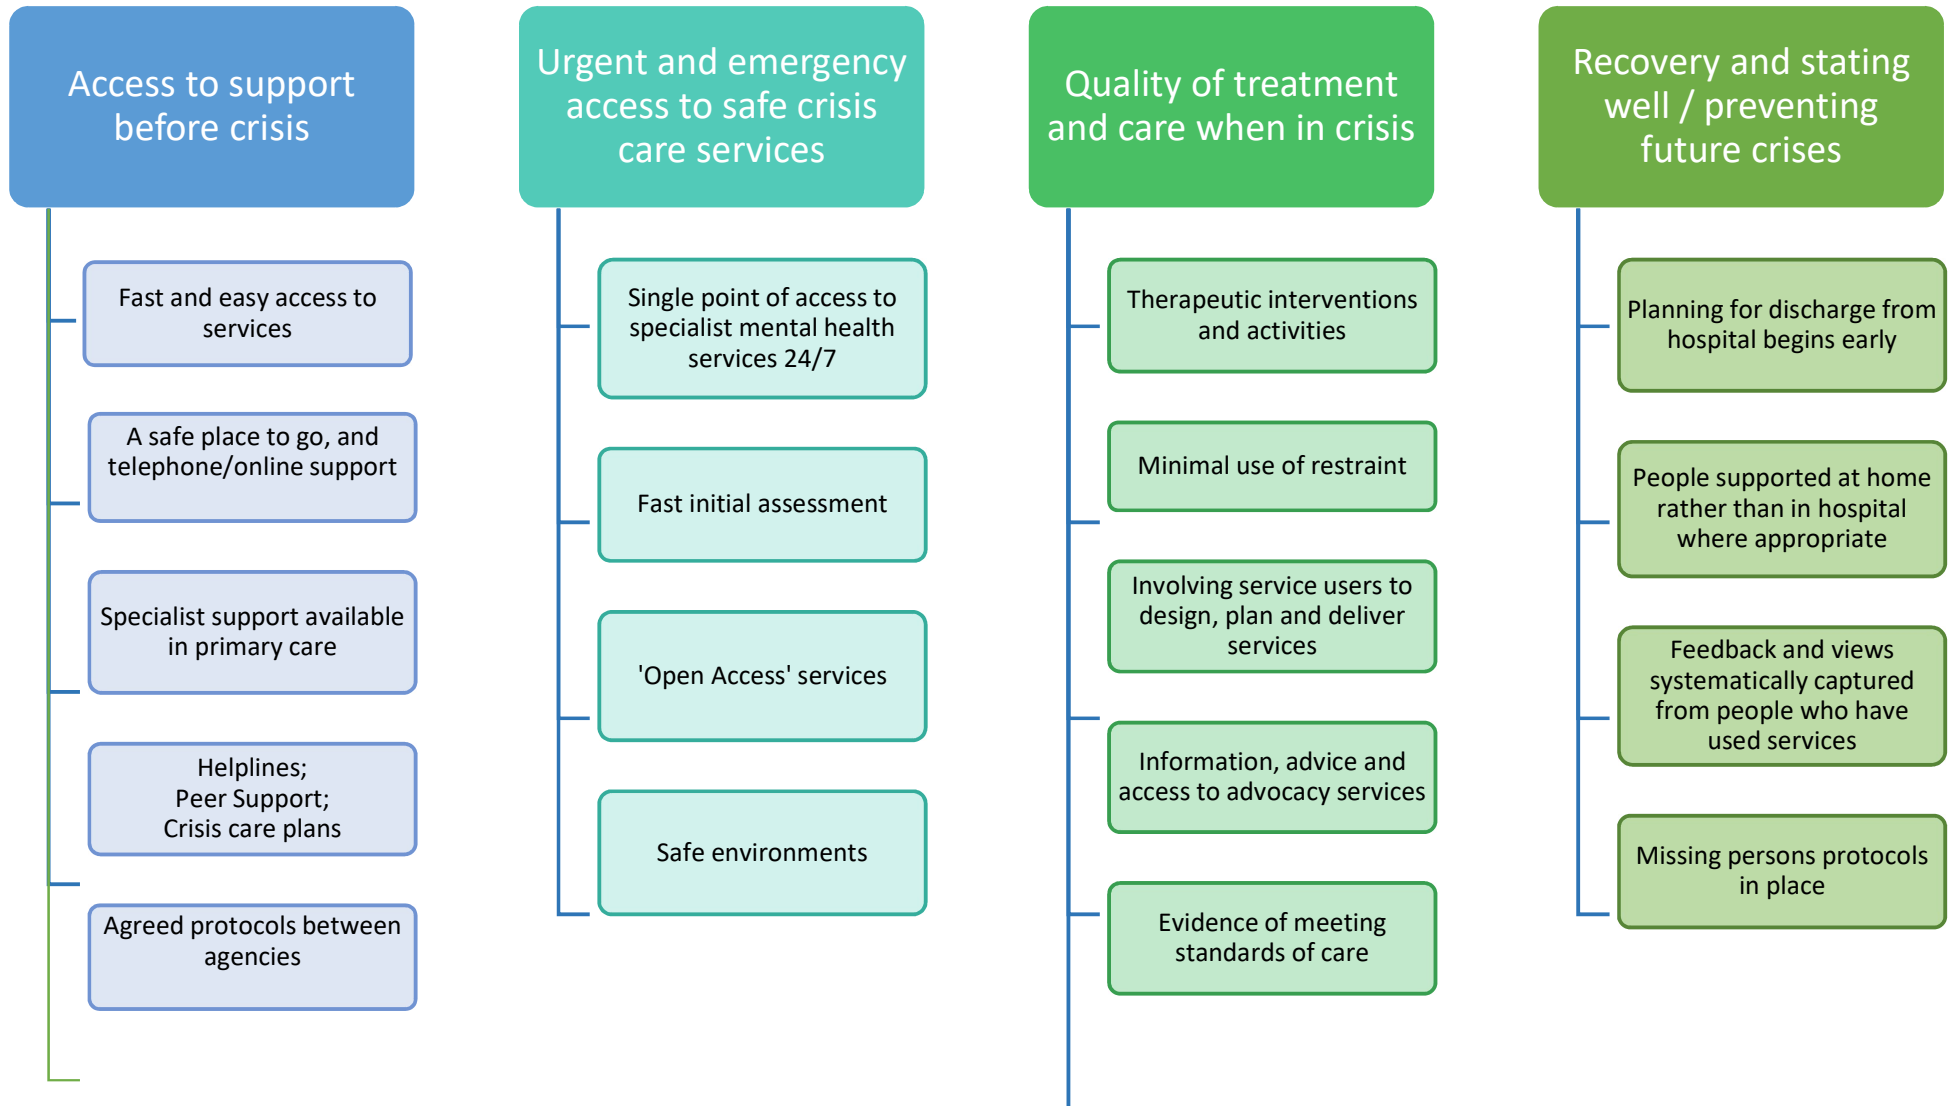 Access to support
before crisis
Fast and easy access to
services
A safe place to go, and
telephone/online support
Specialist support available
in primary care
Helplines;
Peer Support;
Crisis care plans
Agreed protocols between
agencies
Urgent and emergency
access to safe crisis
care services
Single point of access to
specialist mental health
services 24/7
Fast initial assessment
'Open Access' services
Safe environments
Quality of treatment
and care when in crisis
Therapeutic interventions
and activities
Minimal use of restraint
Involving service users to
design, plan and deliver
services
Information, advice and
access to advocacy services
Evidence of meeting
standards of care
Recovery and stating
well / preventing
future crises
Planning for discharge from
hospital begins early
People supported at home
rather than in hospital
where appropriate
Feedback and views
systematically captured
from people who have
used services
Missing persons protocols
in place